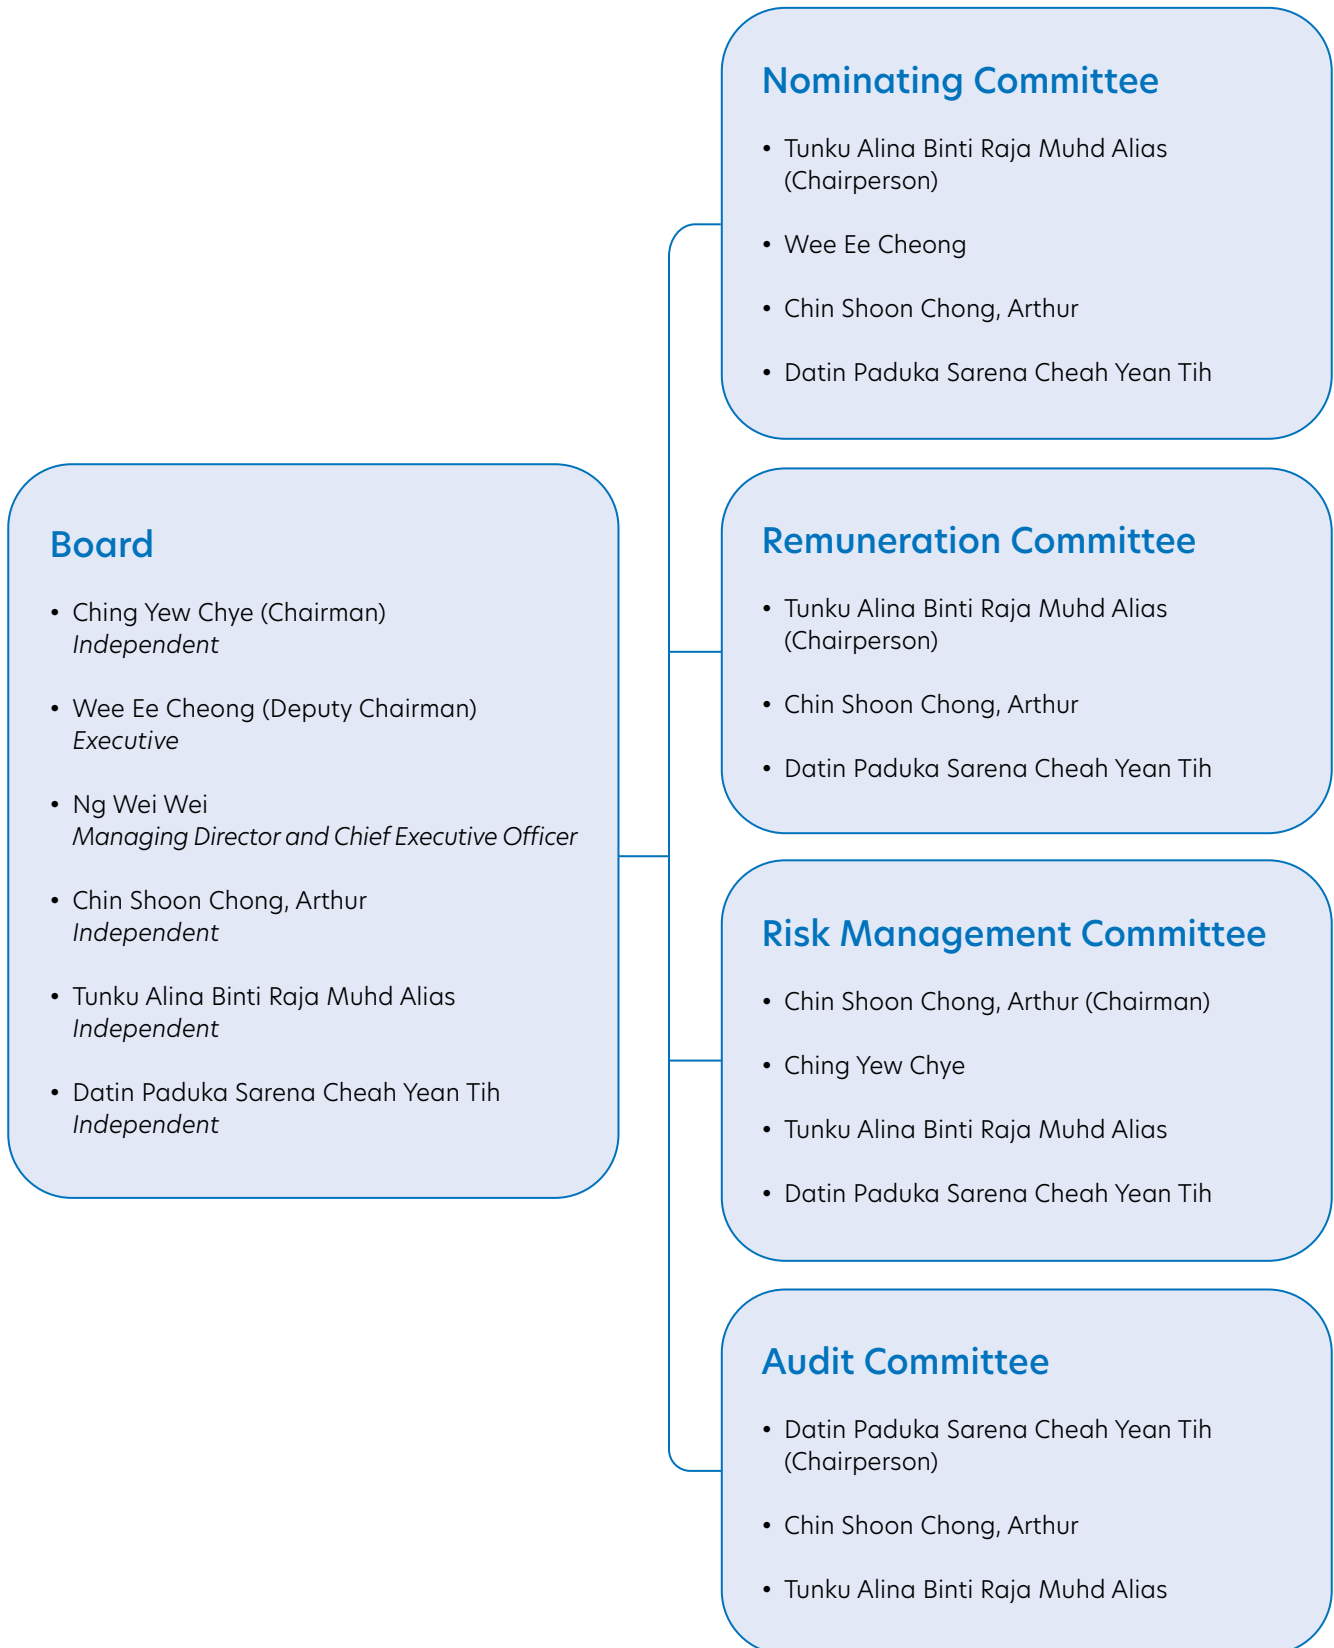 Board
• Ching Yew Chye (Chairman)
Independent
• Wee Ee Cheong (Deputy Chairman)
Executive
• Ng Wei Wei
Managing Director and Chief Executive Officer
• Chin Shoon Chong, Arthur
Independent
• Tunku Alina Binti Raja Muhd Alias
Independent
• Datin Paduka Sarena Cheah Yean Tih
Independent
Nominating Committee
• Tunku Alina Binti Raja Muhd Alias
(Chairperson)
• Wee Ee Cheong
• Chin Shoon Chong, Arthur
• Datin Paduka Sarena Cheah Yean Tih
Remuneration Committee
• Tunku Alina Binti Raja Muhd Alias
(Chairperson)
• Chin Shoon Chong, Arthur
• Datin Paduka Sarena Cheah Yean Tih
Risk Management Committee
• Chin Shoon Chong, Arthur (Chairman)
• Ching Yew Chye
• Tunku Alina Binti Raja Muhd Alias
• Datin Paduka Sarena Cheah Yean Tih
Audit Committee
• Datin Paduka Sarena Cheah Yean Tih
(Chairperson)
• Chin Shoon Chong, Arthur
• Tunku Alina Binti Raja Muhd Alias